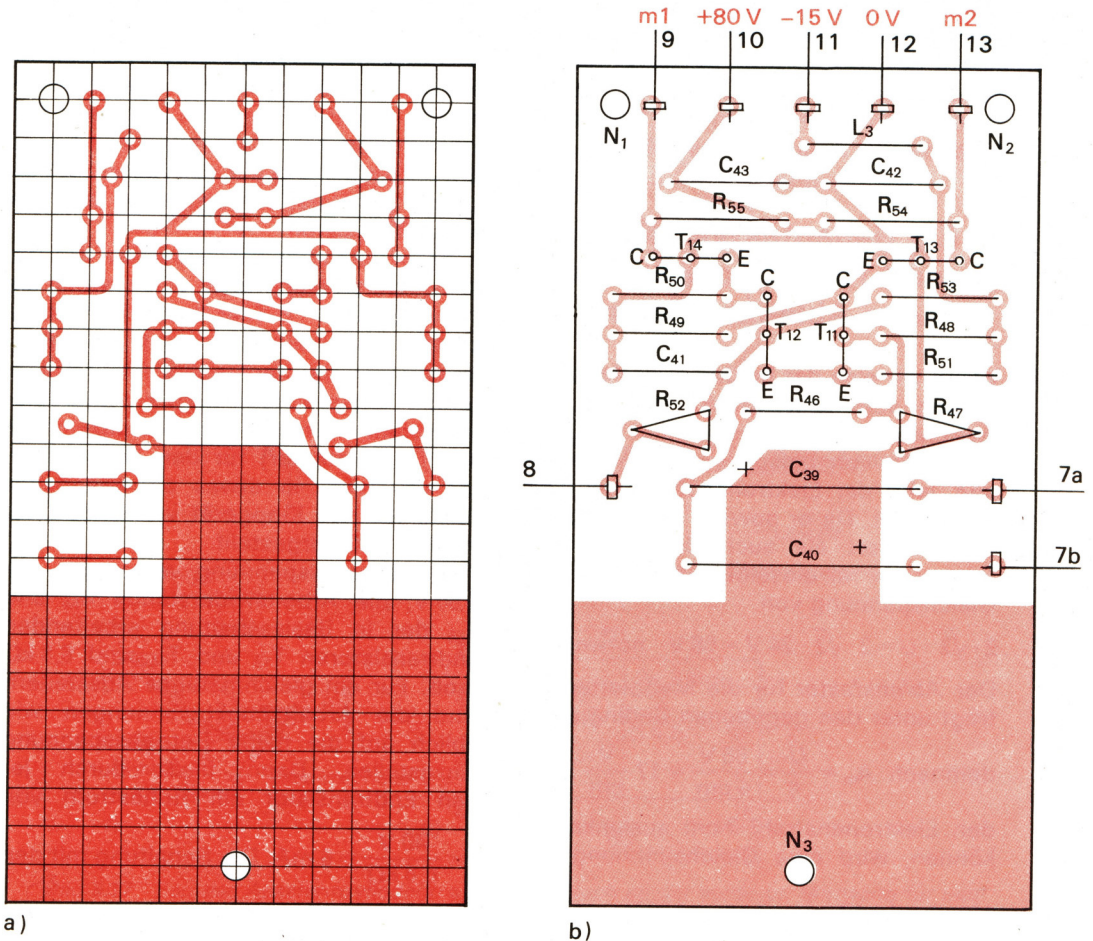 m1 +80 V −15 V 0 V m2
9 10 11 12 13
N₁ L₃ N₂
C₄₃ C₄₂
R₅₅ R₅₄
C T₁₄ E E T₁₃ C
R₅₀ C C R₅₃
R₄₉ T₁₂ T₁₁ R₄₈
C₄₁ E E R₅₁
R₅₂ R₄₆ R₄₇
8 + C₃₉ 7a
C₄₀ + 7b
N₃
a) b)